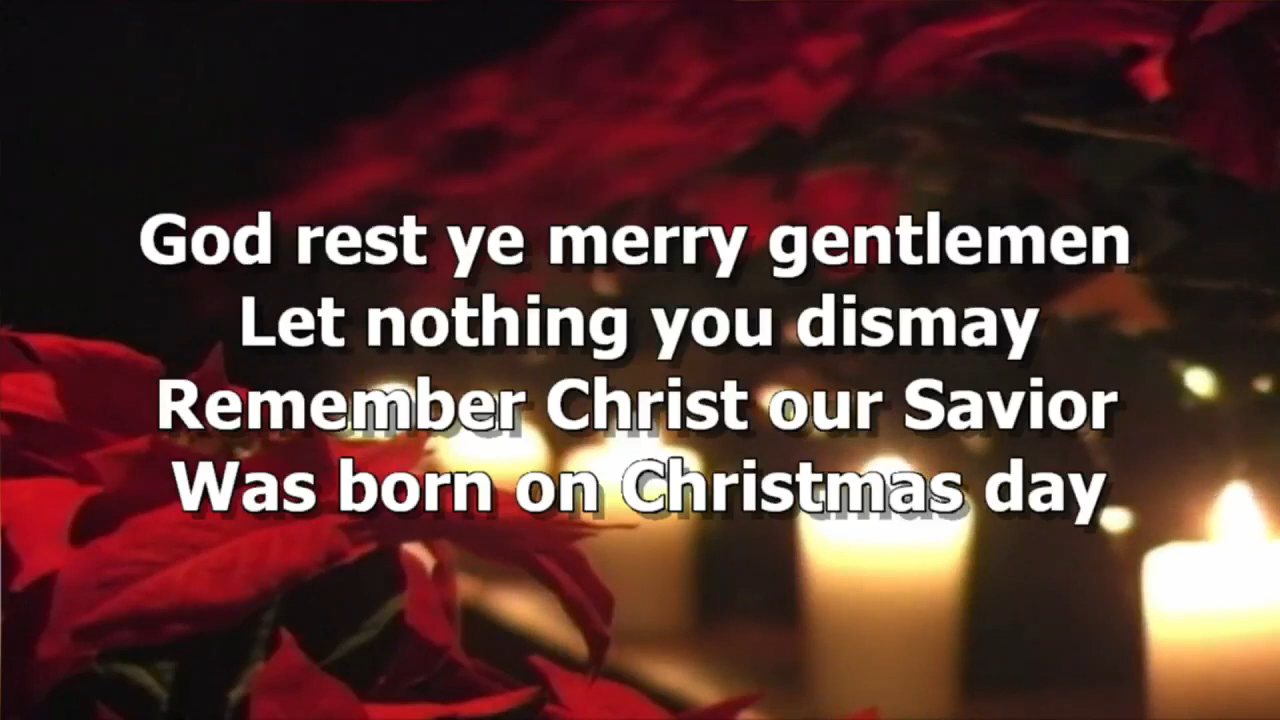 God rest ye merry gentlemen
Let nothing you dismay
Remember Christ our Savior
Was born on Christmas day